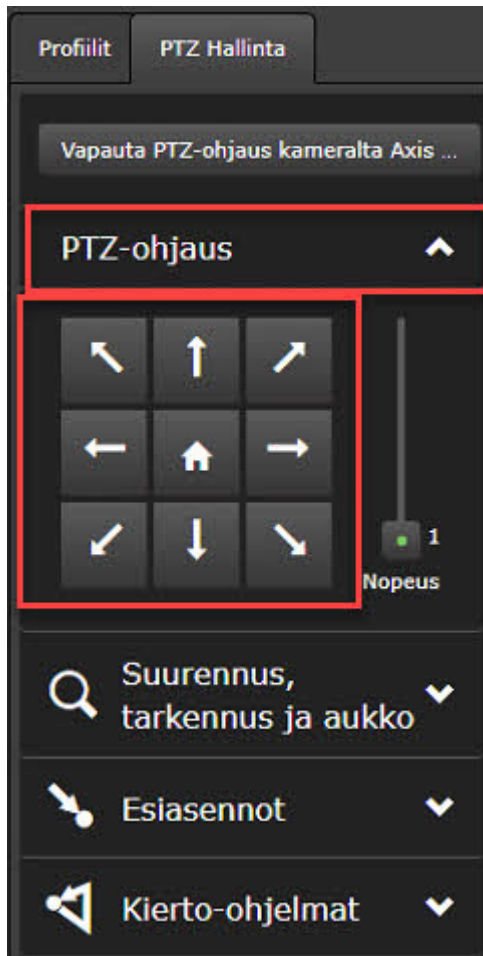 Profiilit
PTZ Hallinta
Vapauta PTZ-ohjaus kameralta Axis ...
PTZ-ohjaus
1
Nopeus
Suurennus,
tarkennus ja aukko
Esiasennot
Kierto-ohjelmat